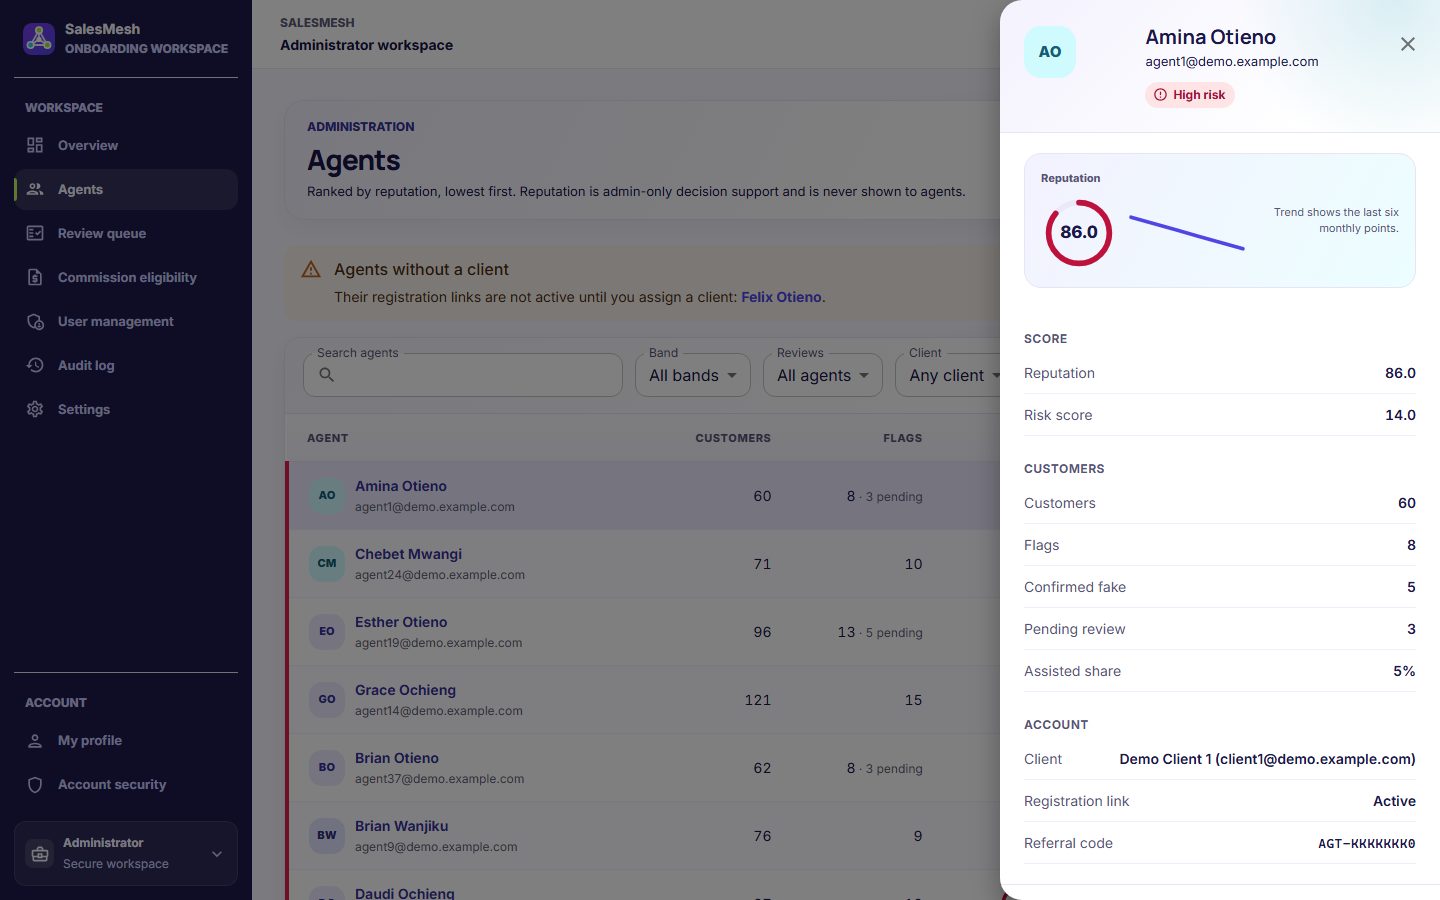 SalesMesh
ONBOARDING WORKSPACE
WORKSPACE
Overview
Agents
Review queue
Commission eligibility
User management
Audit log
Settings
ACCOUNT
My profile
Account security
Administrator
Secure workspace
SALESMESH
Administrator workspace
ADMINISTRATION
Agents
Ranked by reputation, lowest first. Reputation is admin-only decision support and is never shown to agents.
Agents without a client
Their registration links are not active until you assign a client: Felix Otieno.
Search agents
Band
All bands
Reviews
All agents
Client
Any client
AGENT CUSTOMERS FLAGS
AO Amina Otieno
agent1@demo.example.com
60 8 · 3 pending
CM Chebet Mwangi
agent24@demo.example.com
71 10
EO Esther Otieno
agent19@demo.example.com
96 13 · 5 pending
GO Grace Ochieng
agent14@demo.example.com
121 15
BO Brian Otieno
agent37@demo.example.com
62 8 · 3 pending
BW Brian Wanjiku
agent9@demo.example.com
76 9
Daudi Ochieng
AO
Amina Otieno
agent1@demo.example.com
High risk
Reputation
86.0
Trend shows the last six
monthly points.
SCORE
Reputation 86.0
Risk score 14.0
CUSTOMERS
Customers 60
Flags 8
Confirmed fake 5
Pending review 3
Assisted share 5%
ACCOUNT
Client Demo Client 1 (client1@demo.example.com)
Registration link Active
Referral code AGT-KKKKKKK0